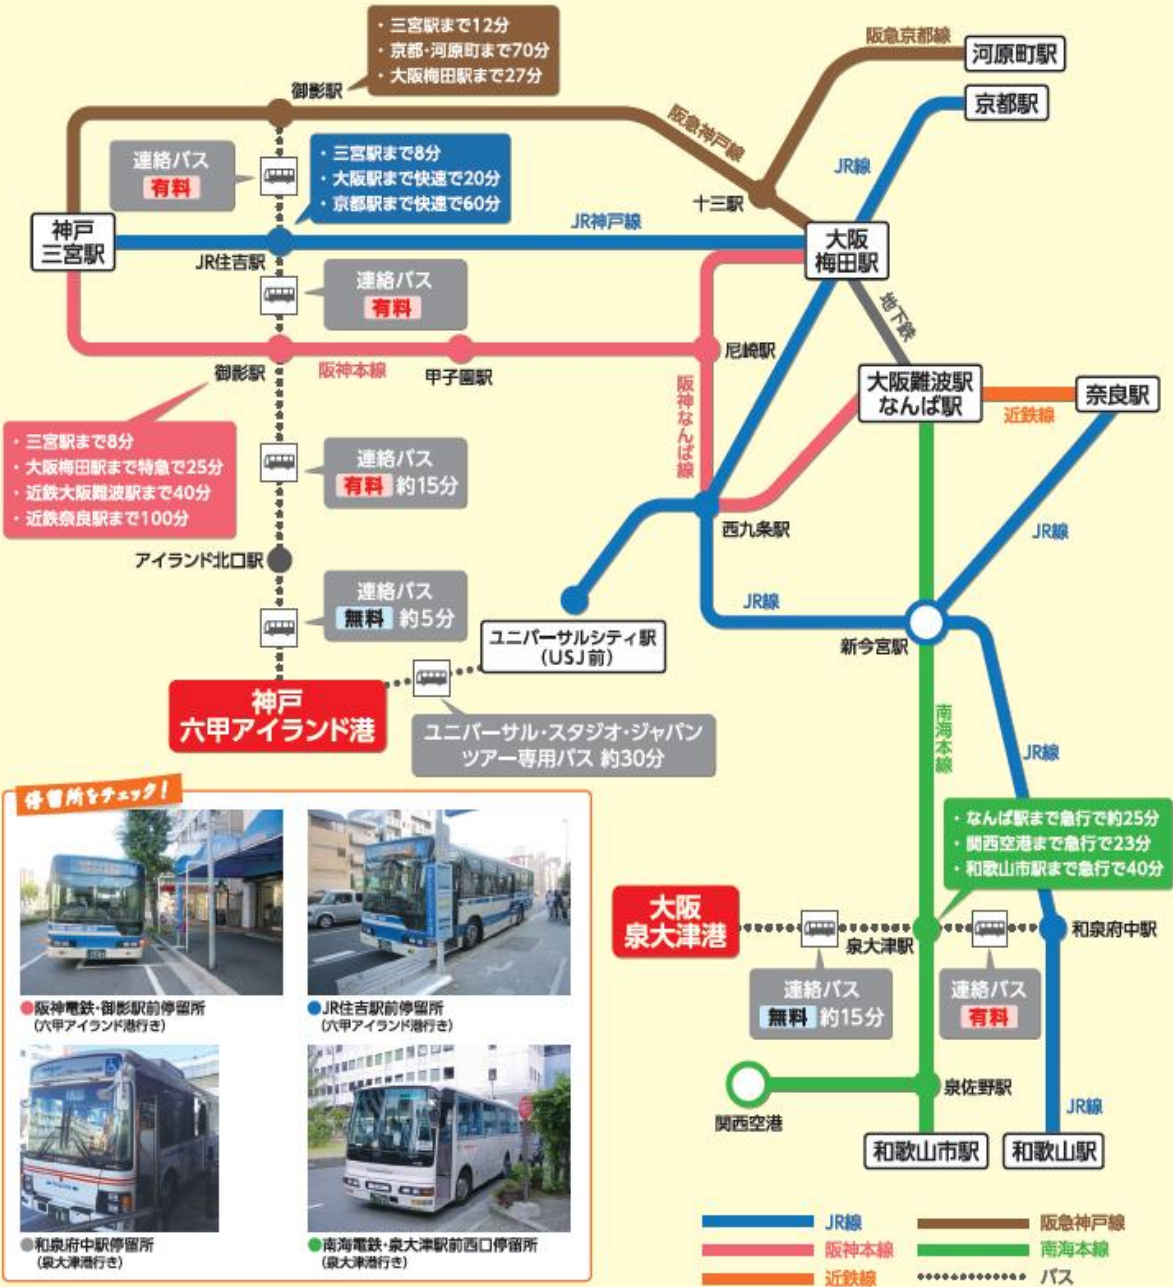 ・三宮駅まで12分
・京都・河原町まで70分
・大阪梅田駅まで27分
阪急京都線
河原町駅
京都駅
御影駅
阪急神戸線
JR線
連絡バス
有料
・三宮駅まで8分
・大阪駅まで快速で20分
・京都駅まで快速で60分
十三駅
神戸
三宮駅
JR神戸線
大阪
梅田駅
JR住吉駅
連絡バス
有料
地下鉄
御影駅
阪神本線
甲子園駅
尼崎駅
大阪難波駅
なんば駅
近鉄線
奈良駅
阪神なんば線
・三宮駅まで8分
・大阪梅田駅まで特急で25分
・近鉄大阪難波駅まで40分
・近鉄奈良駅まで100分
連絡バス
有料 約15分
西九条駅
JR線
アイランド北口駅
連絡バス
無料 約5分
JR線
ユニバーサルシティ駅
(USJ前)
新今宮駅
神戸
六甲アイランド港
ユニバーサル・スタジオ・ジャパン
ツアー専用バス 約30分
南海本線
JR線
停留所をチェック!
・なんば駅まで急行で約25分
・関西空港まで急行で23分
・和歌山市駅まで急行で40分
大阪
泉大津港
泉大津駅
和泉府中駅
連絡バス
無料 約15分
連絡バス
有料
●阪神電鉄・御影駅前停留所
(六甲アイランド港行き)
●JR住吉駅前停留所
(六甲アイランド港行き)
関西空港
泉佐野駅
JR線
和歌山市駅
和歌山駅
●和泉府中駅停留所
(泉大津港行き)
●南海電鉄・泉大津駅前西口停留所
(泉大津港行き)
JR線
阪急神戸線
阪神本線
南海本線
近鉄線
バス